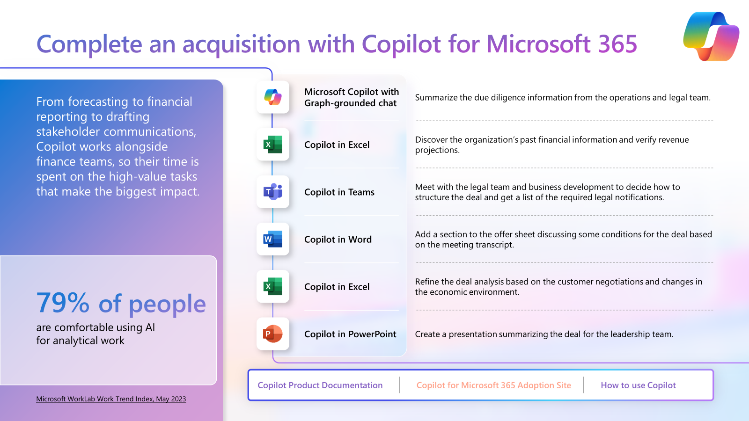 Complete an acquisition with Copilot for Microsoft 365
From forecasting to financial
reporting to drafting
stakeholder communications,
Copilot works alongside
finance teams, so their time is
spent on the high-value tasks
that make the biggest impact.
79% of people
are comfortable using AI
for analytical work
Microsoft WorkLab Work Trend Index, May 2023
Microsoft Copilot with
Graph-grounded chat
Summarize the due diligence information from the operations and legal team.
Copilot in Excel
Discover the organization's past financial information and verify revenue
projections.
Copilot in Teams
Meet with the legal team and business development to decide how to
structure the deal and get a list of the required legal notifications.
Copilot in Word
Add a section to the offer sheet discussing some conditions for the deal based
on the meeting transcript.
Copilot in Excel
Refine the deal analysis based on the customer negotiations and changes in
the economic environment.
Copilot in PowerPoint
Create a presentation summarizing the deal for the leadership team.
Copilot Product Documentation
Copilot for Microsoft 365 Adoption Site
How to use Copilot